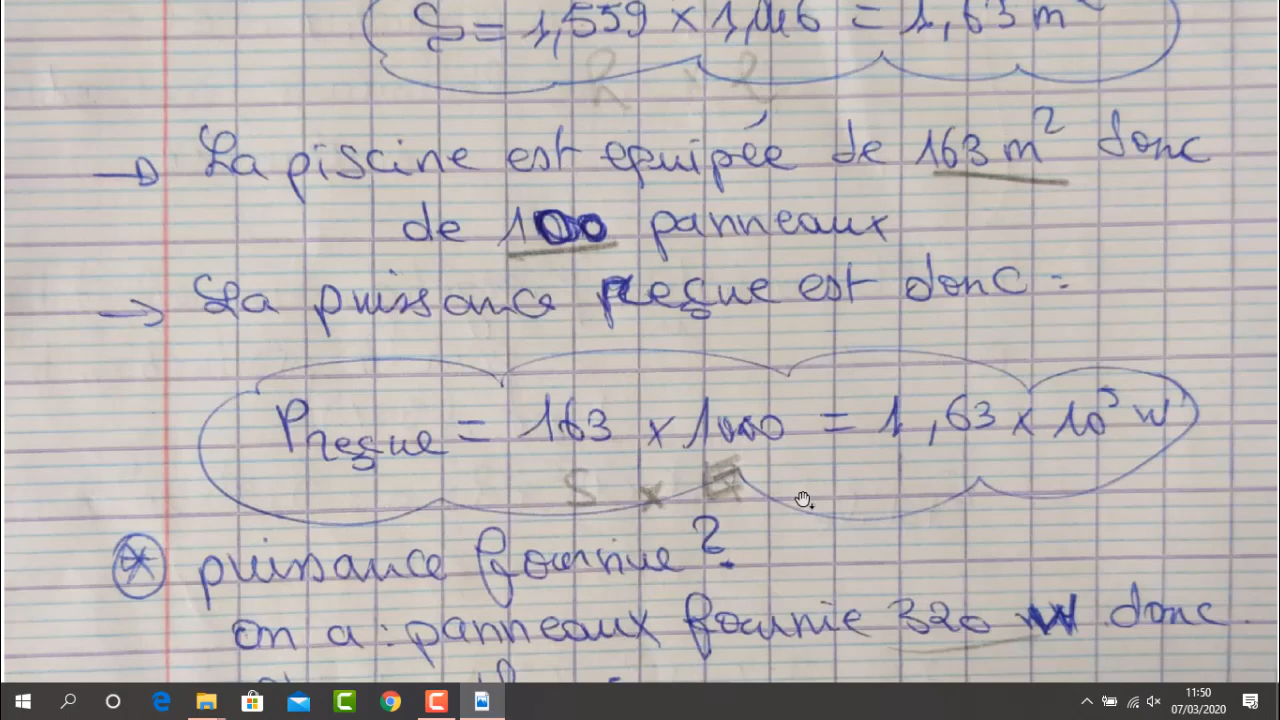 S = 1,559 × 1,046 = 1,63 m²
→ La piscine est equipée de 163 m² donc
de 100 panneaux
→ La puissance reçue est donc :
Preçue = 163 × 1000 = 1,63 × 10⁵ W
S ×
* puissance fournie ?
on a : panneaux fournie 320 W donc
11:50
07/03/2020